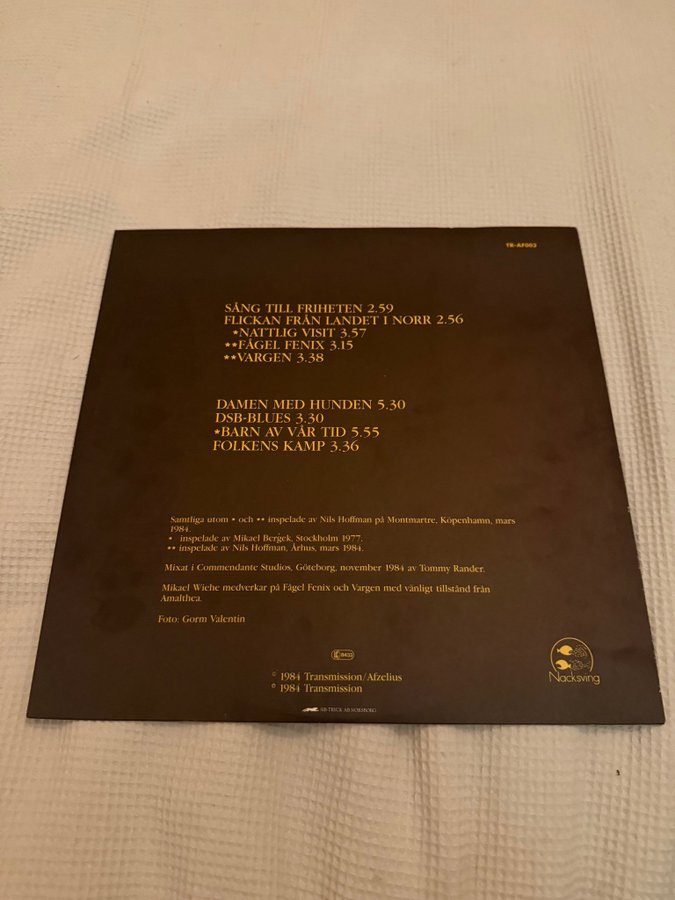 TR-AF003
SÅNG TILL FRIHETEN 2.59
FLICKAN FRÅN LANDET I NORR 2.56
*NATTLIG VISIT 3.57
**FÅGEL FENIX 3.15
**VARGEN 3.38
DAMEN MED HUNDEN 5.30
DSB-BLUES 3.30
*BARN AV VÅR TID 5.55
FOLKENS KAMP 3.36
Samtliga utom * och ** inspelade av Nils Hoffman på Montmartre, Köpenhamn, mars
1984.
* inspelade av Mikael Bergek, Stockholm 1977.
** inspelade av Nils Hoffman, Århus, mars 1984.
Mixat i Commendante Studios, Göteborg, november 1984 av Tommy Rander.
Mikael Wiehe medverkar på Fågel Fenix och Vargen med vänligt tillstånd från
Amalthea.
Foto: Gorm Valentin
© 1984 Transmission/Afzelius
℗ 1984 Transmission
Nacksving